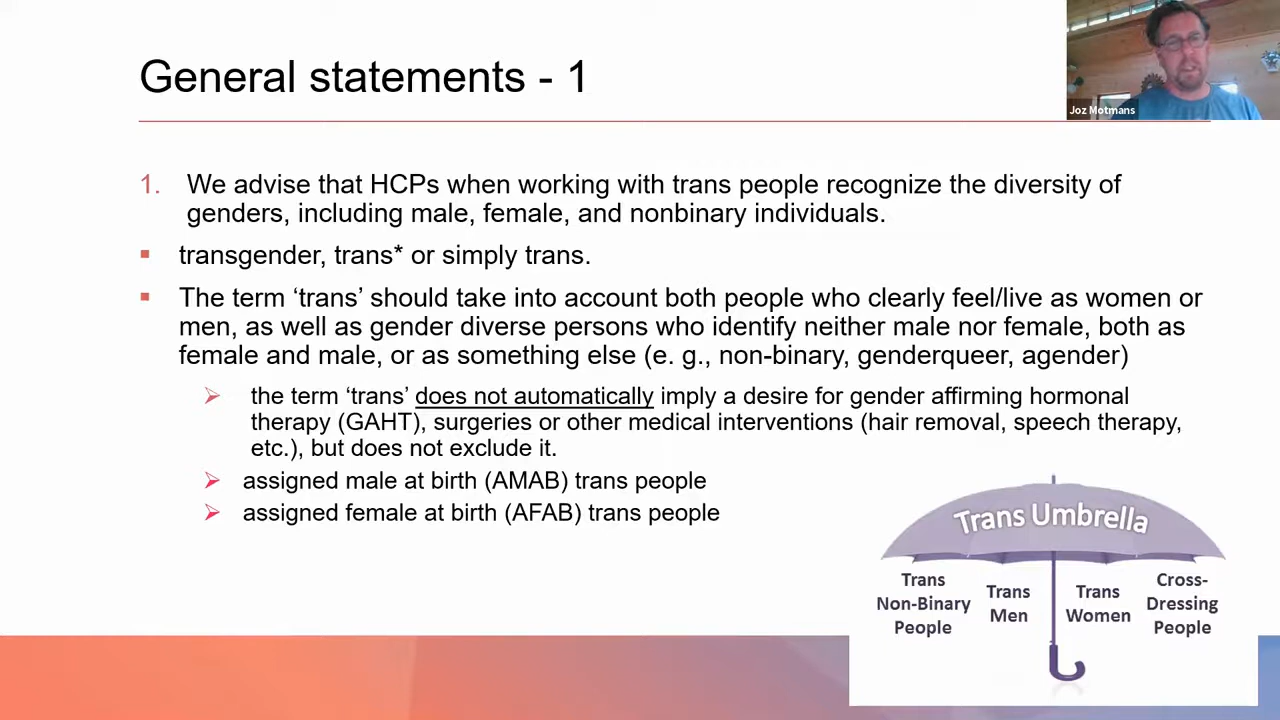 General statements - 1
Joz Motmans
1. We advise that HCPs when working with trans people recognize the diversity of
genders, including male, female, and nonbinary individuals.
▪ transgender, trans* or simply trans.
▪ The term ‘trans’ should take into account both people who clearly feel/live as women or
men, as well as gender diverse persons who identify neither male nor female, both as
female and male, or as something else (e. g., non-binary, genderqueer, agender)
➢ the term ‘trans’ does not automatically imply a desire for gender affirming hormonal
therapy (GAHT), surgeries or other medical interventions (hair removal, speech therapy,
etc.), but does not exclude it.
➢ assigned male at birth (AMAB) trans people
➢ assigned female at birth (AFAB) trans people
Trans Umbrella
Trans
Non-Binary
People
Trans
Men
Trans
Women
Cross-
Dressing
People